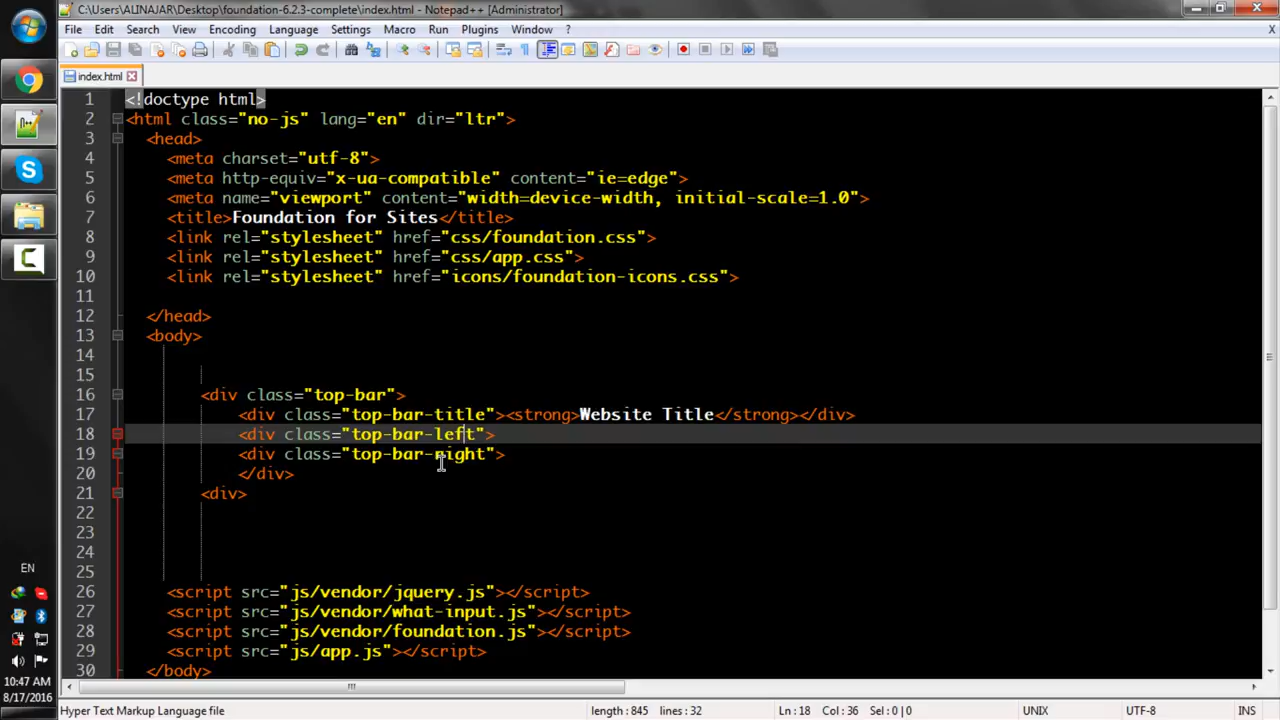 C:\Users\ALINAJAR\Desktop\foundation-6.2.3-complete\index.html - Notepad++ [Administrator]
File Edit Search View Encoding Language Settings Macro Run Plugins Window ? X
index.html
1 <!doctype html>
2 <html class="no-js" lang="en" dir="ltr">
3 <head>
4 <meta charset="utf-8">
5 <meta http-equiv="x-ua-compatible" content="ie=edge">
6 <meta name="viewport" content="width=device-width, initial-scale=1.0">
7 <title>Foundation for Sites</title>
8 <link rel="stylesheet" href="css/foundation.css">
9 <link rel="stylesheet" href="css/app.css">
10 <link rel="stylesheet" href="icons/foundation-icons.css">
11
12 </head>
13 <body>
14
15
16 <div class="top-bar">
17 <div class="top-bar-title"><strong>Website Title</strong></div>
18 <div class="top-bar-left">
19 <div class="top-bar-right">
20 </div>
21 <div>
22
23
24
25
26 <script src="js/vendor/jquery.js"></script>
27 <script src="js/vendor/what-input.js"></script>
28 <script src="js/vendor/foundation.js"></script>
29 <script src="js/app.js"></script>
30 </body>
EN
10:47 AM
8/17/2016
Hyper Text Markup Language file length : 845 lines : 32 Ln : 18 Col : 36 Sel : 0 | 0 UNIX UTF-8 INS